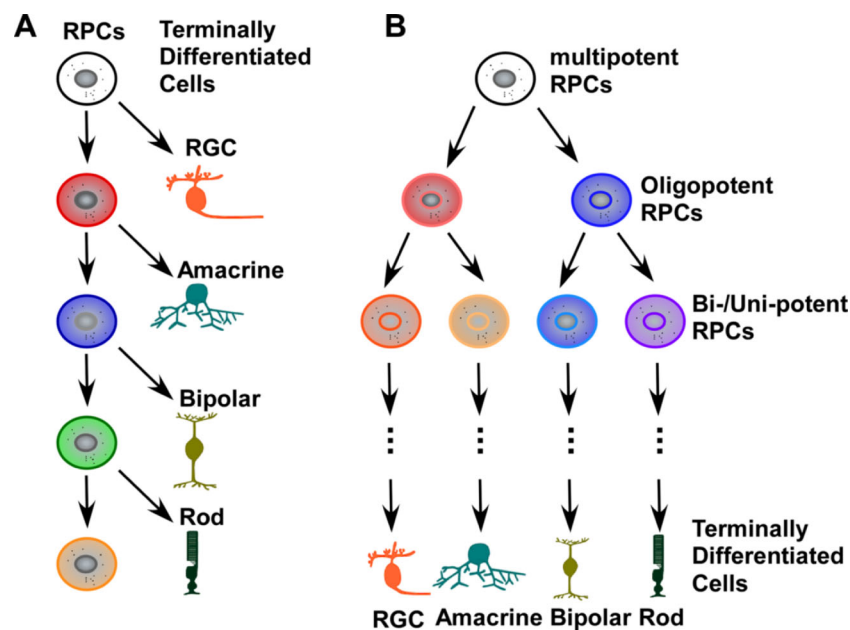 A
RPCs
Terminally
Differentiated
Cells
RGC
Amacrine
Bipolar
Rod
B
multipotent
RPCs
Oligopotent
RPCs
Bi-/Uni-potent
RPCs
Terminally
Differentiated
Cells
RGC Amacrine Bipolar Rod